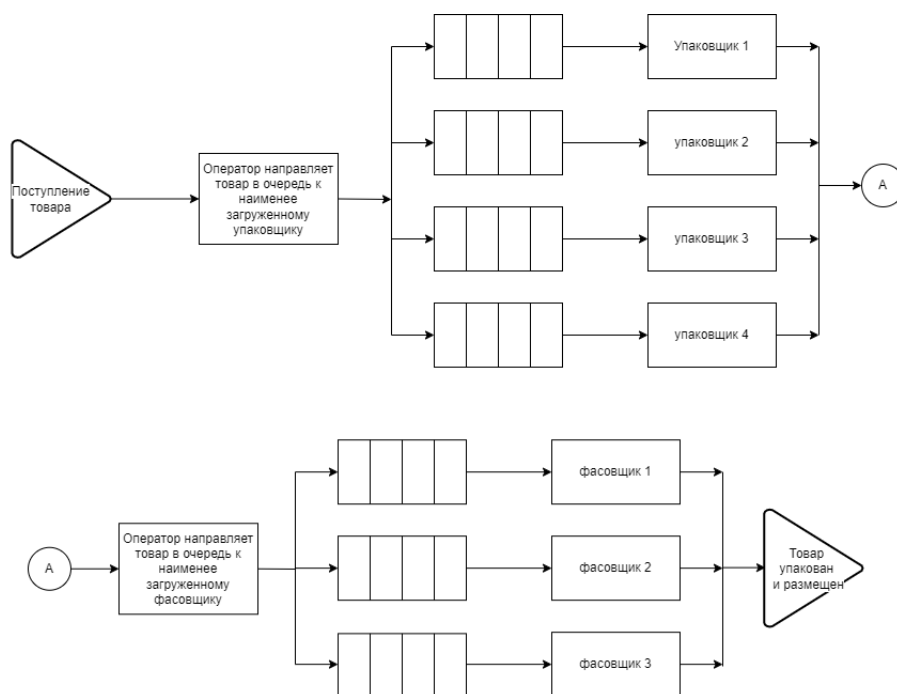 Упаковщик 1
упаковщик 2
Поступление
товара
Оператор направляет
товар в очередь к
наименее
загруженному
упаковщику
А
упаковщик 3
упаковщик 4
фасовщик 1
А
Оператор направляет
товар в очередь к
наименее
загруженному
фасовщику
фасовщик 2
Товар
упакован
и размещен
фасовщик 3